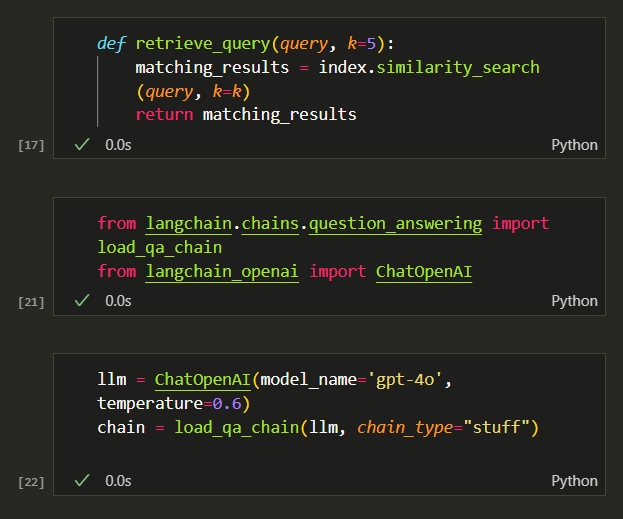 def retrieve_query(query, k=5):
    matching_results = index.similarity_search
    (query, k=k)
    return matching_results
[17]
0.0s
Python
from langchain.chains.question_answering import
load_qa_chain
from langchain_openai import ChatOpenAI
[21]
0.0s
Python
llm = ChatOpenAI(model_name='gpt-4o',
temperature=0.6)
chain = load_qa_chain(llm, chain_type="stuff")
[22]
0.0s
Python